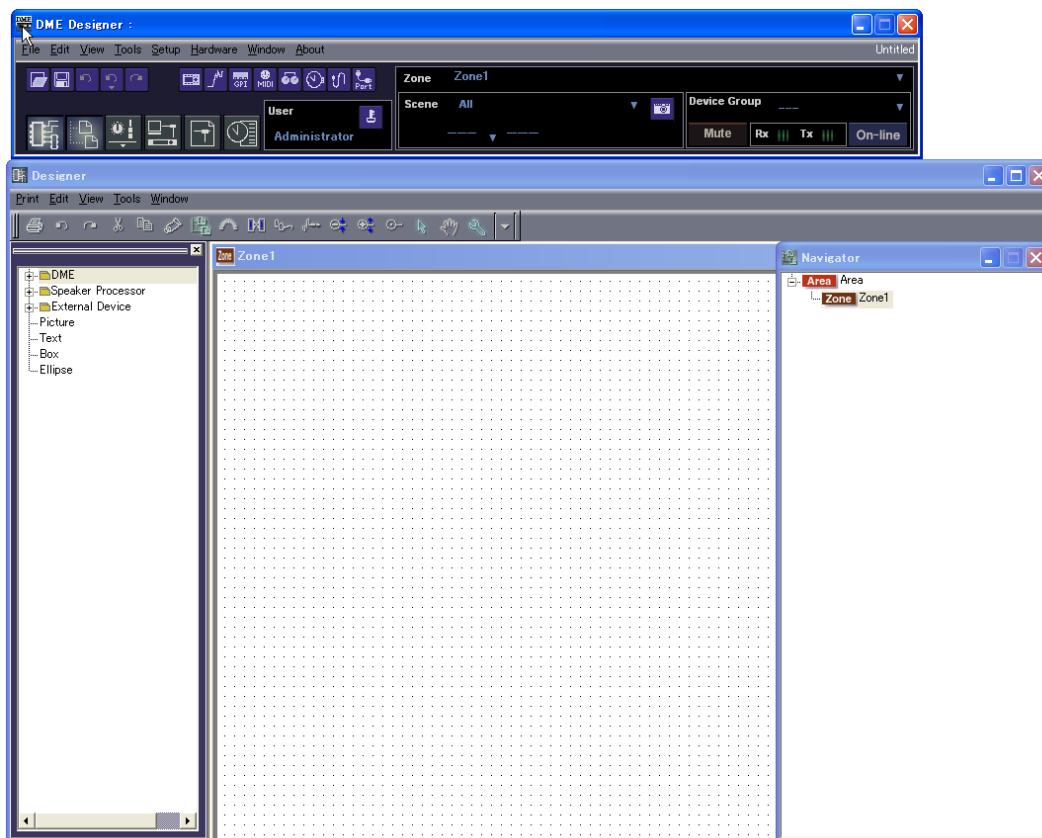 DME Designer :
File Edit View Tools Setup Hardware Window About
Untitled
GPI MIDI Port
Zone Zone1
User
Administrator
Scene All
Device Group ---
Mute Rx Tx On-line
--- ---
Designer
Print Edit View Tools Window
Zone Zone1
Navigator
DME
Speaker Processor
External Device
Picture
Text
Box
Ellipse
Area Area
Zone Zone1